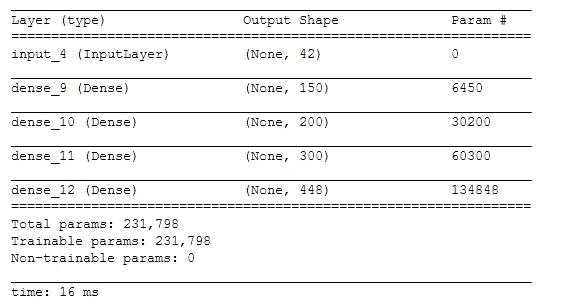 Layer (type) Output Shape Param #
input_4 (InputLayer) (None, 42) 0
dense_9 (Dense) (None, 150) 6450
dense_10 (Dense) (None, 200) 30200
dense_11 (Dense) (None, 300) 60300
dense_12 (Dense) (None, 448) 134848
Total params: 231,798
Trainable params: 231,798
Non-trainable params: 0
time: 16 ms